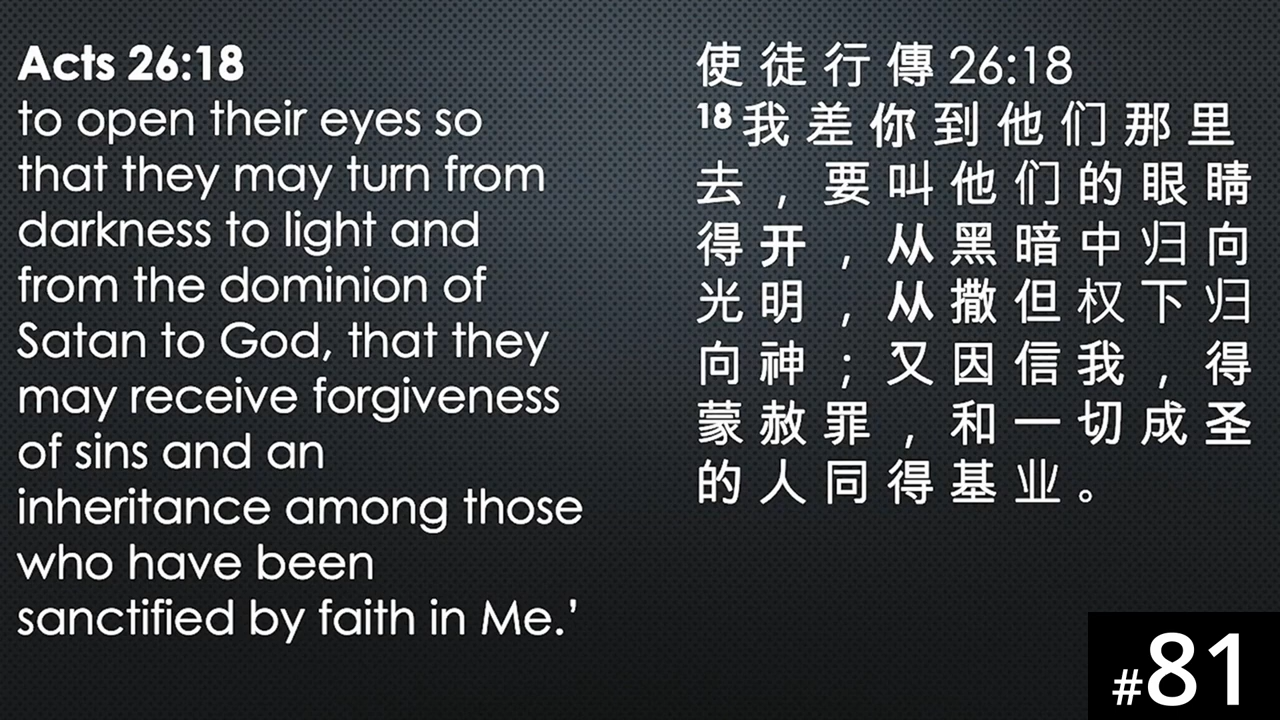 Acts 26:18
to open their eyes so
that they may turn from
darkness to light and
from the dominion of
Satan to God, that they
may receive forgiveness
of sins and an
inheritance among those
who have been
sanctified by faith in Me.’
使徒行傳 26:18
18 我差你到他们那里
去，要叫他们的眼睛
得开，从黑暗中归向
光明，从撒但权下归
向神；又因信我，得
蒙赦罪，和一切成圣
的人同得基业。
#81